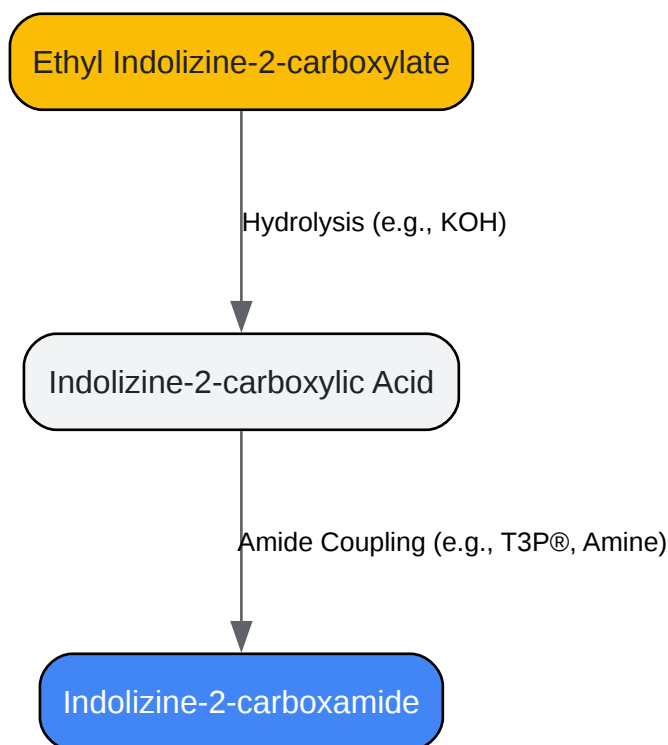 Ethyl Indolizine-2-carboxylate
Hydrolysis (e.g., KOH)
Indolizine-2-carboxylic Acid
Amide Coupling (e.g., T3P®, Amine)
Indolizine-2-carboxamide